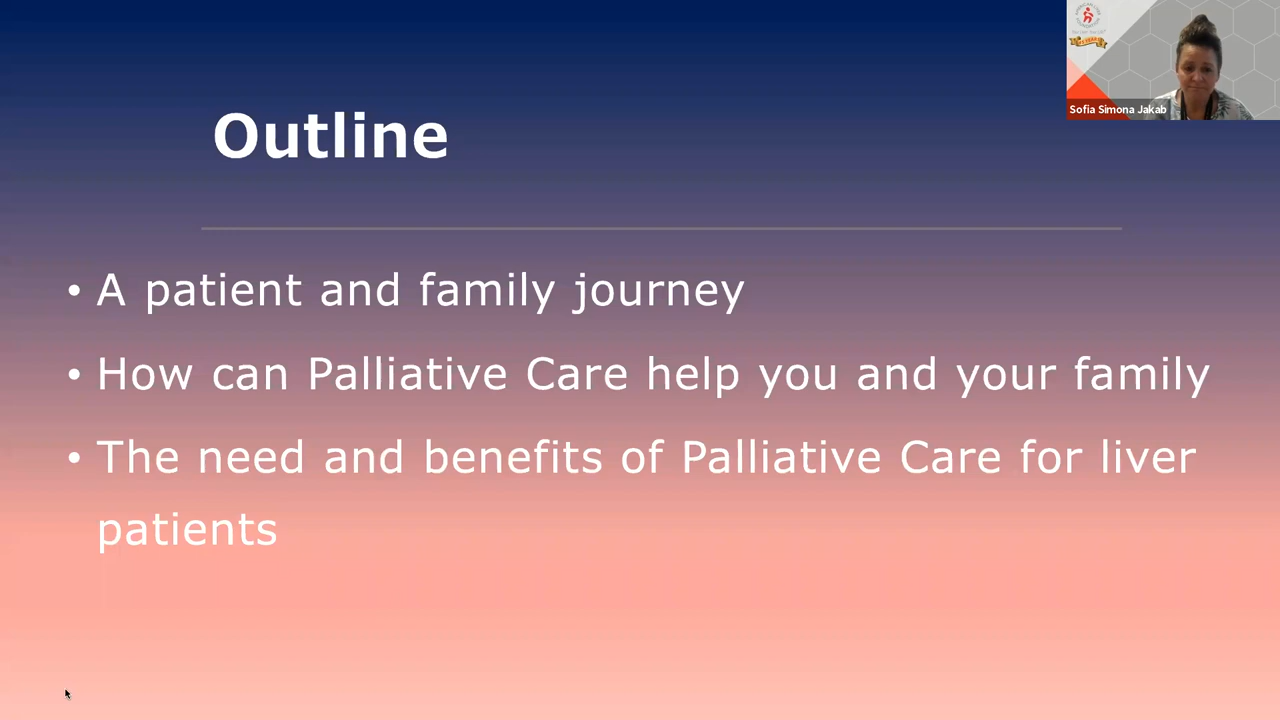 Outline
• A patient and family journey
• How can Palliative Care help you and your family
• The need and benefits of Palliative Care for liver
patients
Sofia Simona Jakab